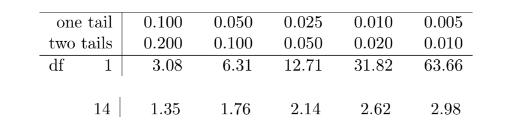 one tail 0.100 0.050 0.025 0.010 0.005
two tails 0.200 0.100 0.050 0.020 0.010
df 1 3.08 6.31 12.71 31.82 63.66
14 1.35 1.76 2.14 2.62 2.98